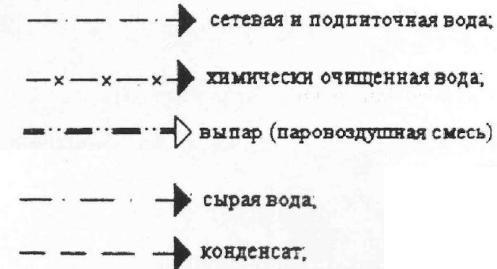 сетевая и подпиточная вода;
химически очищенная вода;
выпар (паровоздушная смесь)
сырая вода;
конденсат;